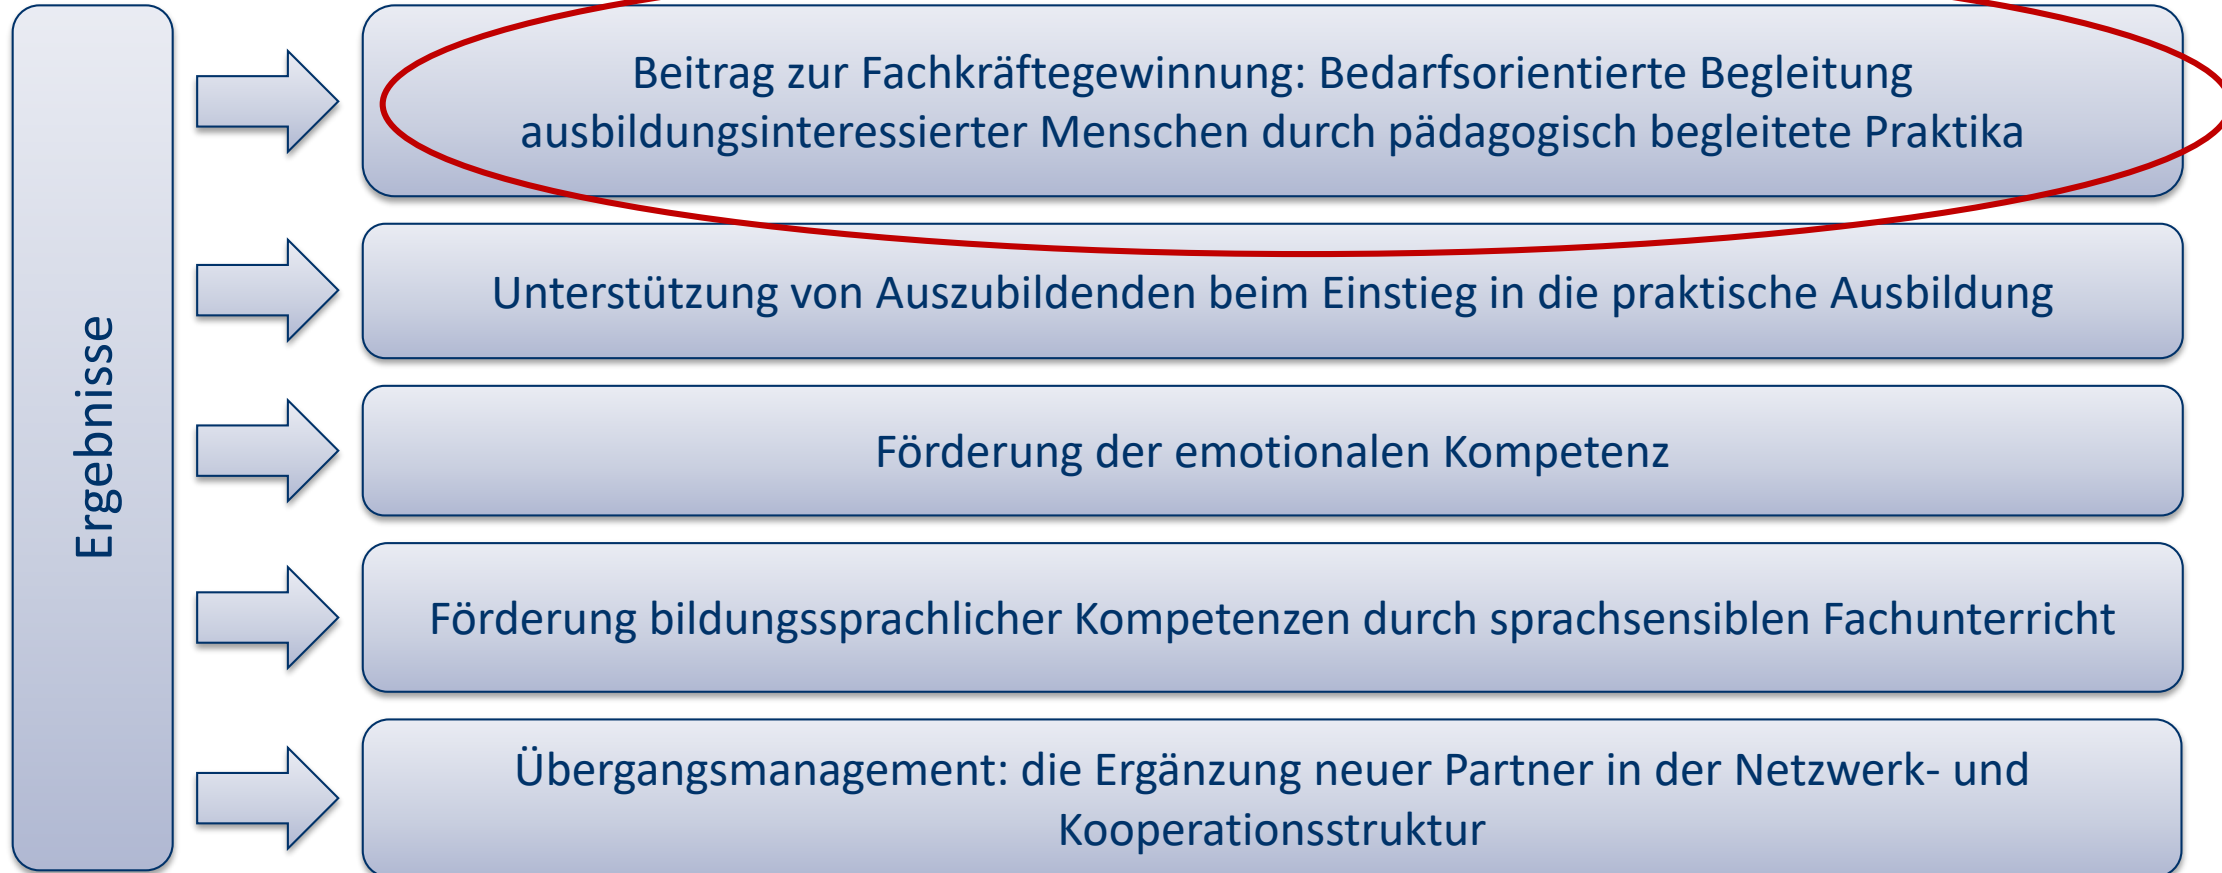 Ergebnisse
Beitrag zur Fachkräftegewinnung: Bedarfsorientierte Begleitung
ausbildungsinteressierter Menschen durch pädagogisch begleitete Praktika
Unterstützung von Auszubildenden beim Einstieg in die praktische Ausbildung
Förderung der emotionalen Kompetenz
Förderung bildungssprachlicher Kompetenzen durch sprachsensiblen Fachunterricht
Übergangsmanagement: die Ergänzung neuer Partner in der Netzwerk- und
Kooperationsstruktur